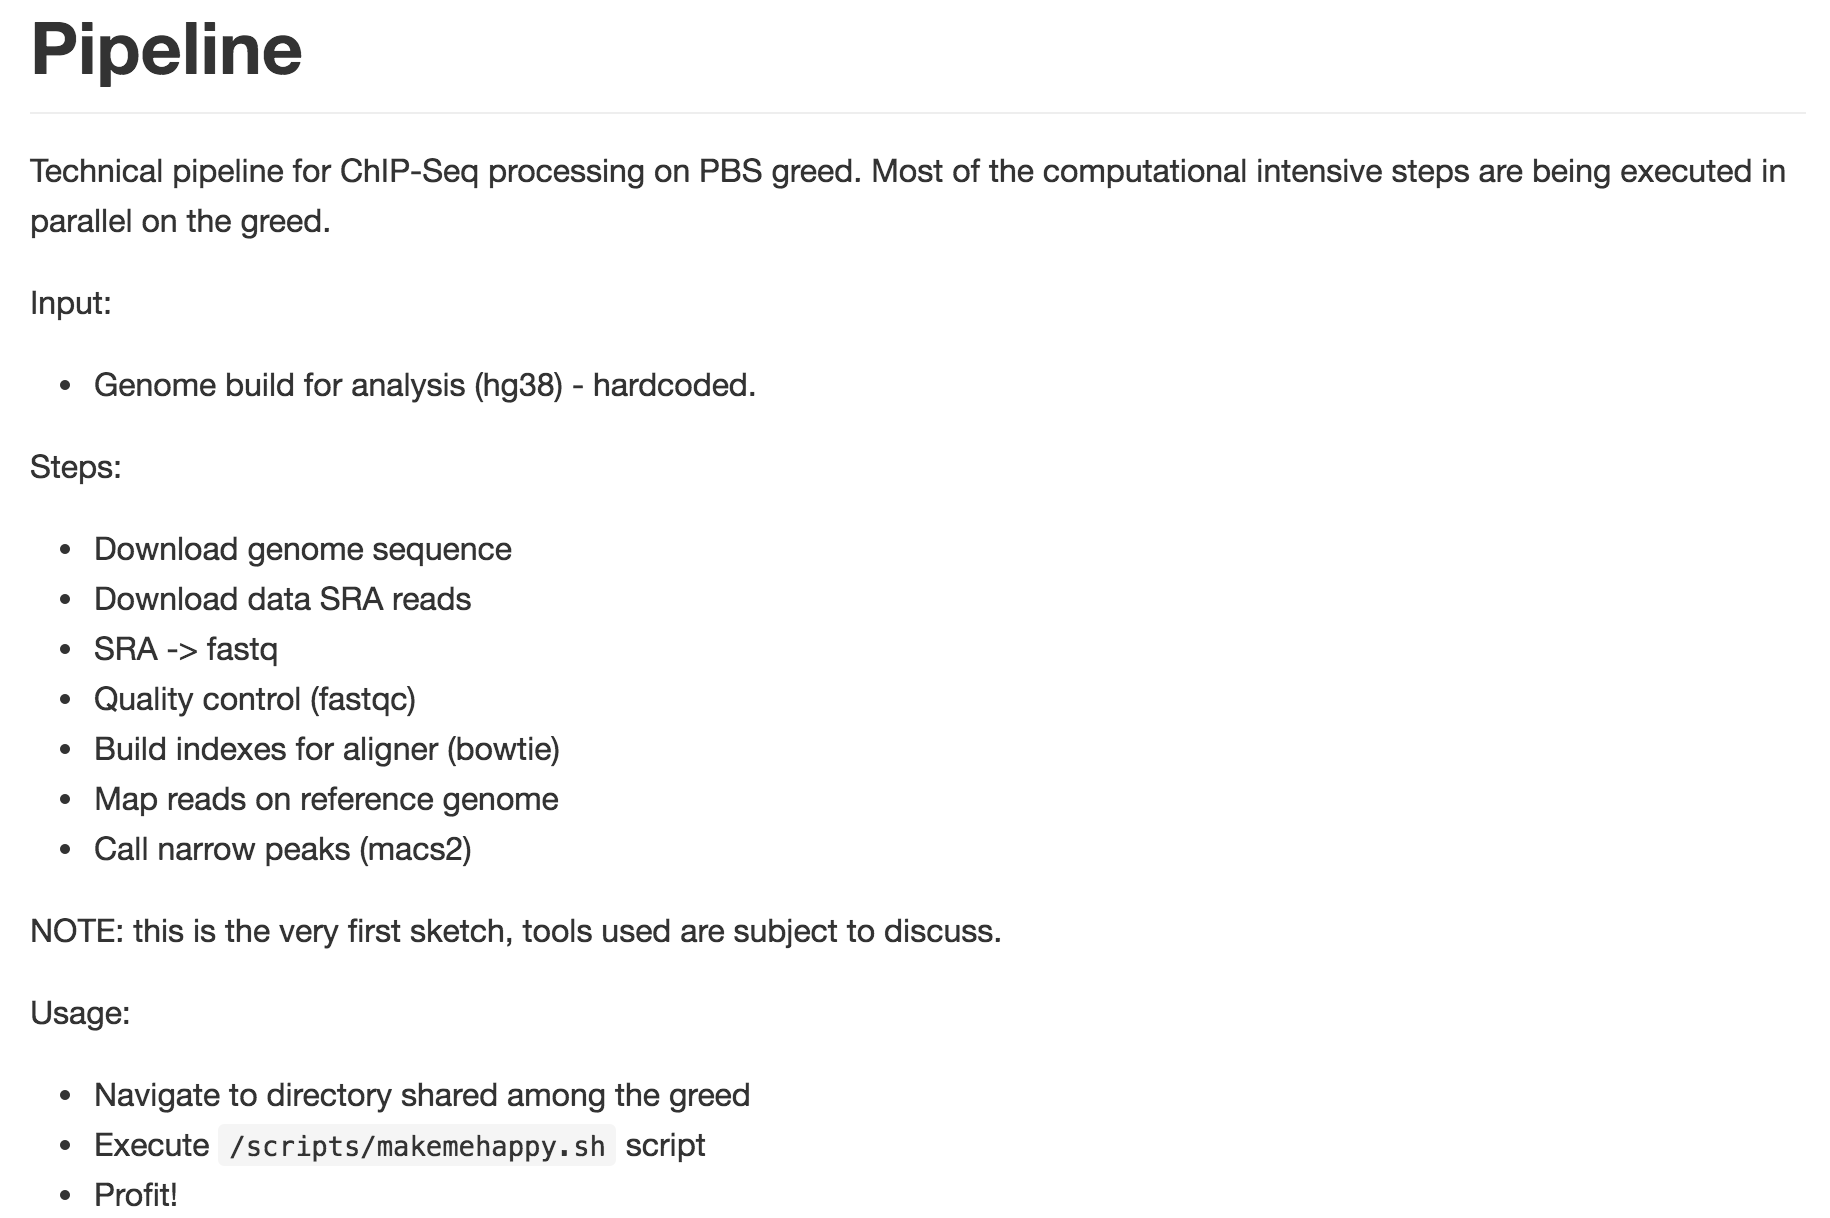 Pipeline
Technical pipeline for ChIP-Seq processing on PBS greed. Most of the computational intensive steps are being executed in
parallel on the greed.
Input:
• Genome build for analysis (hg38) - hardcoded.
Steps:
• Download genome sequence
• Download data SRA reads
• SRA -> fastq
• Quality control (fastqc)
• Build indexes for aligner (bowtie)
• Map reads on reference genome
• Call narrow peaks (macs2)
NOTE: this is the very first sketch, tools used are subject to discuss.
Usage:
• Navigate to directory shared among the greed
• Execute /scripts/makemehappy.sh script
• Profit!